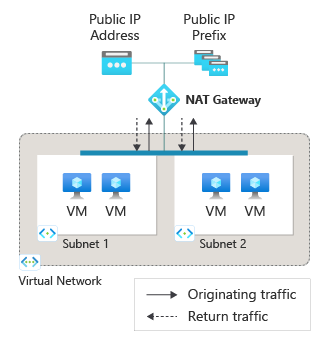 Public IP
Address
Public IP
Prefix
NAT Gateway
VM
VM
VM
VM
Subnet 1
Subnet 2
Virtual Network
Originating traffic
Return traffic